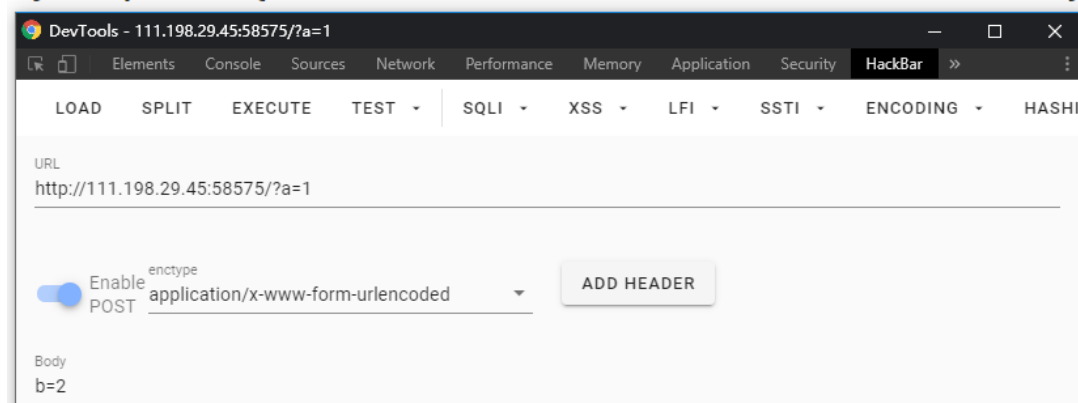 DevTools - 111.198.29.45:58575/?a=1
Elements Console Sources Network Performance Memory Application Security HackBar »
LOAD SPLIT EXECUTE TEST SQLI XSS LFI SSTI ENCODING HASHI
URL
http://111.198.29.45:58575/?a=1
enctype
Enable
POST
application/x-www-form-urlencoded
ADD HEADER
Body
b=2